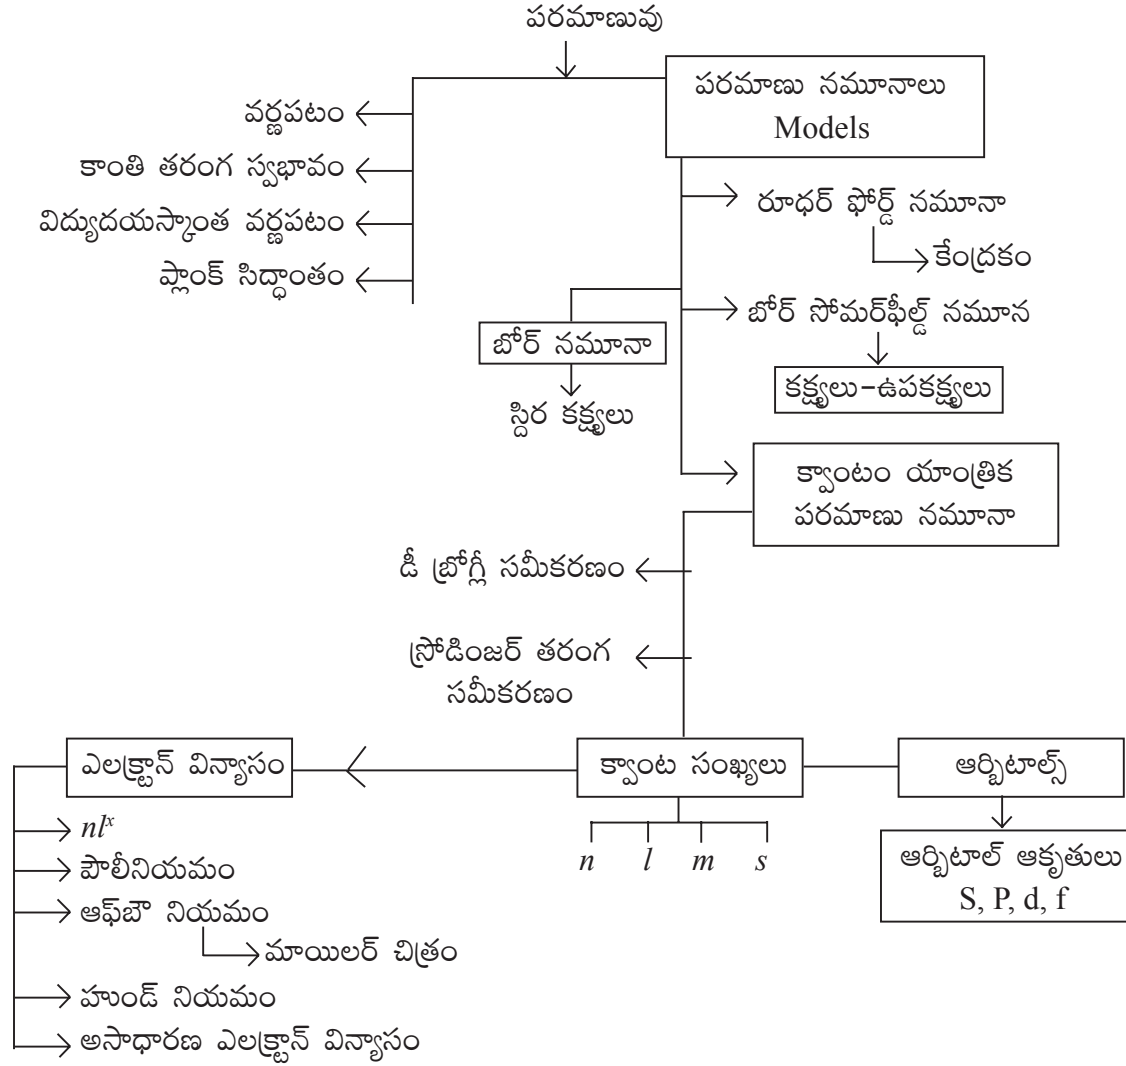 పరమాణువు
పరమాణు నమూనాలు
Models
వర్ణపటం
కాంతి తరంగ స్వభావం
విద్యుదయస్కాంత వర్ణపటం
ప్లాంక్ సిద్ధాంతం
రూధర్ ఫోర్డ్ నమూనా
కేంద్రకం
బోర్ సోమర్‌ఫీల్డ్ నమూన
కక్ష్యలు-ఉపకక్ష్యలు
బోర్ నమూనా
స్దిర కక్ష్యలు
క్వాంటం యాంత్రిక
పరమాణు నమూనా
డీ బ్రోగ్లీ సమీకరణం
స్రోడింజర్ తరంగ
సమీకరణం
ఎలక్ట్రాన్ విన్యాసం
క్వాంట సంఖ్యలు
ఆర్బిటాల్స్
n l m s
ఆర్బిటాల్ ఆకృతులు
S, P, d, f
nlˣ
పౌలీనియమం
ఆఫ్‌బౌ నియమం
మాయిలర్ చిత్రం
హుండ్ నియమం
అసాధారణ ఎలక్ట్రాన్ విన్యాసం